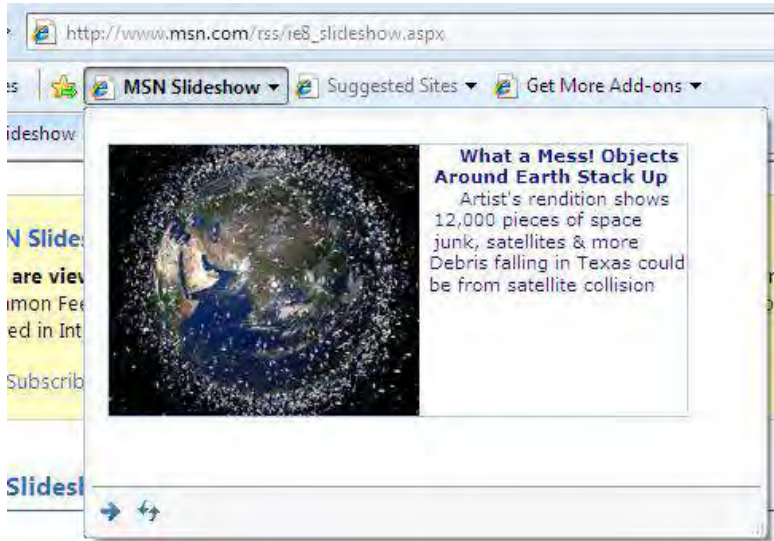 http://www.msn.com/rss/ie8_slideshow.aspx
es MSN Slideshow Suggested Sites Get More Add-ons
ideshow
What a Mess! Objects
Around Earth Stack Up
Artist's rendition shows
12,000 pieces of space
junk, satellites & more
Debris falling in Texas could
be from satellite collision
N Slide
are view
mon Fee
ed in Int
Subscrib
Slidesh